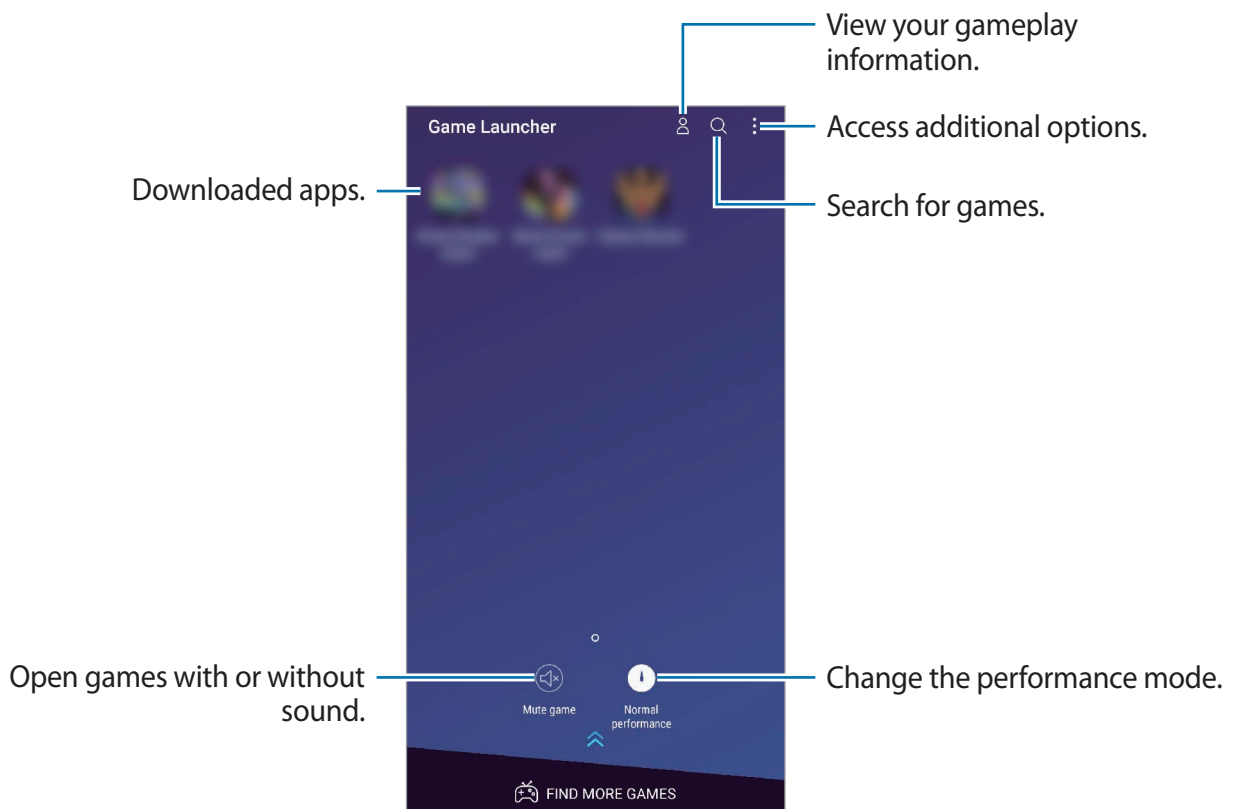 View your gameplay
information.
Game Launcher
Access additional options.
Downloaded apps.
Search for games.
Open games with or without
sound.
Mute game
Normal
performance
Change the performance mode.
FIND MORE GAMES